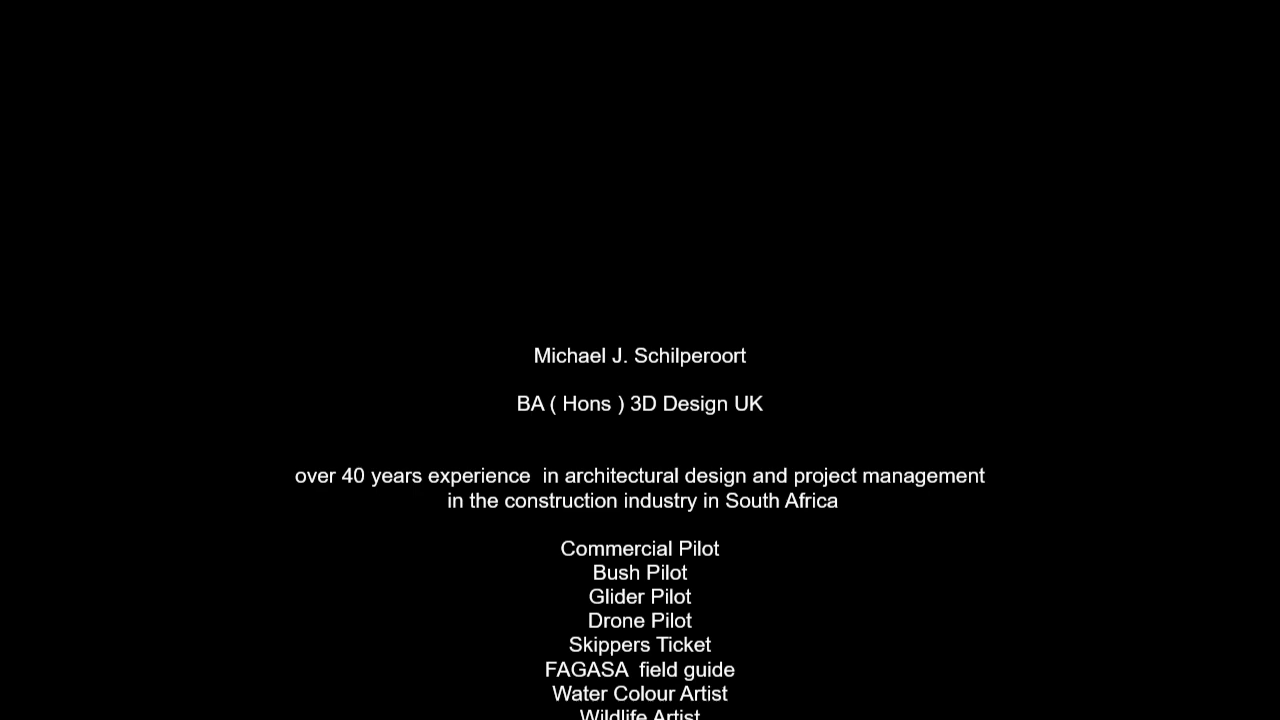 Michael J. Schilperoort
BA ( Hons ) 3D Design UK
over 40 years experience  in architectural design and project management
in the construction industry in South Africa
Commercial Pilot
Bush Pilot
Glider Pilot
Drone Pilot
Skippers Ticket
FAGASA  field guide
Water Colour Artist
Wildlife Artist